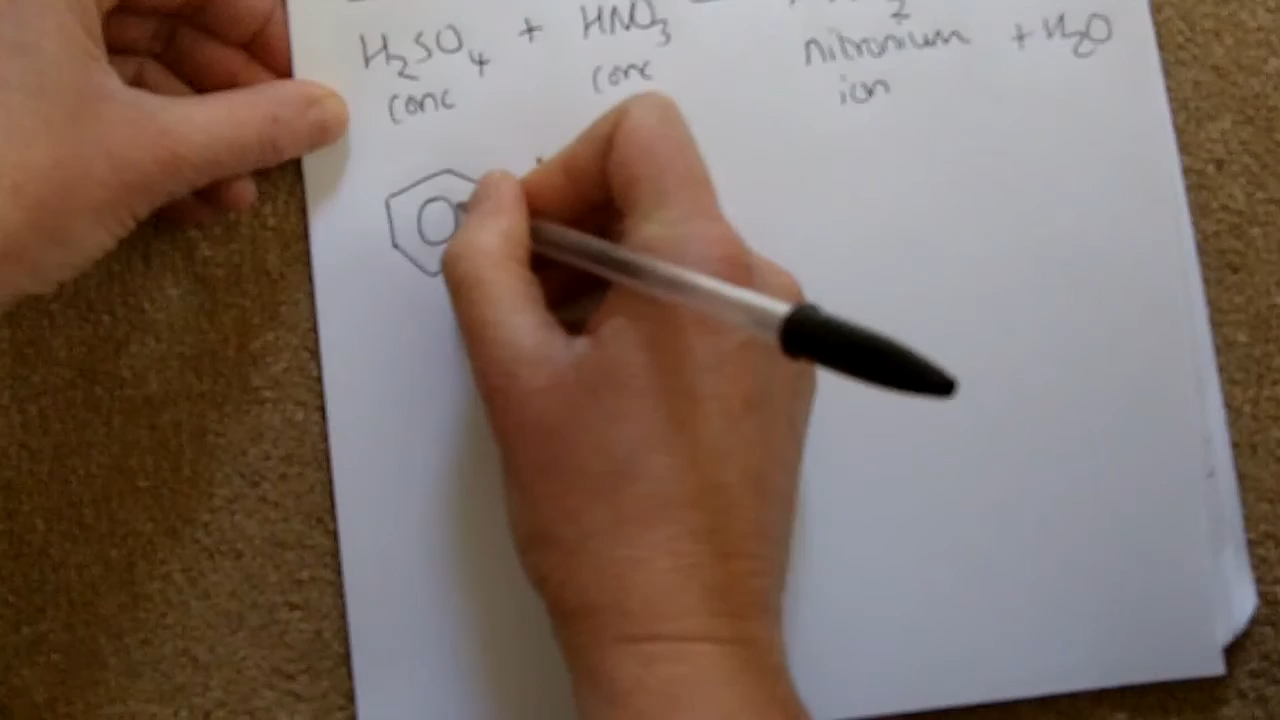 H₂SO₄ + HNO₃
nitronium + H₂O
conc conc ion